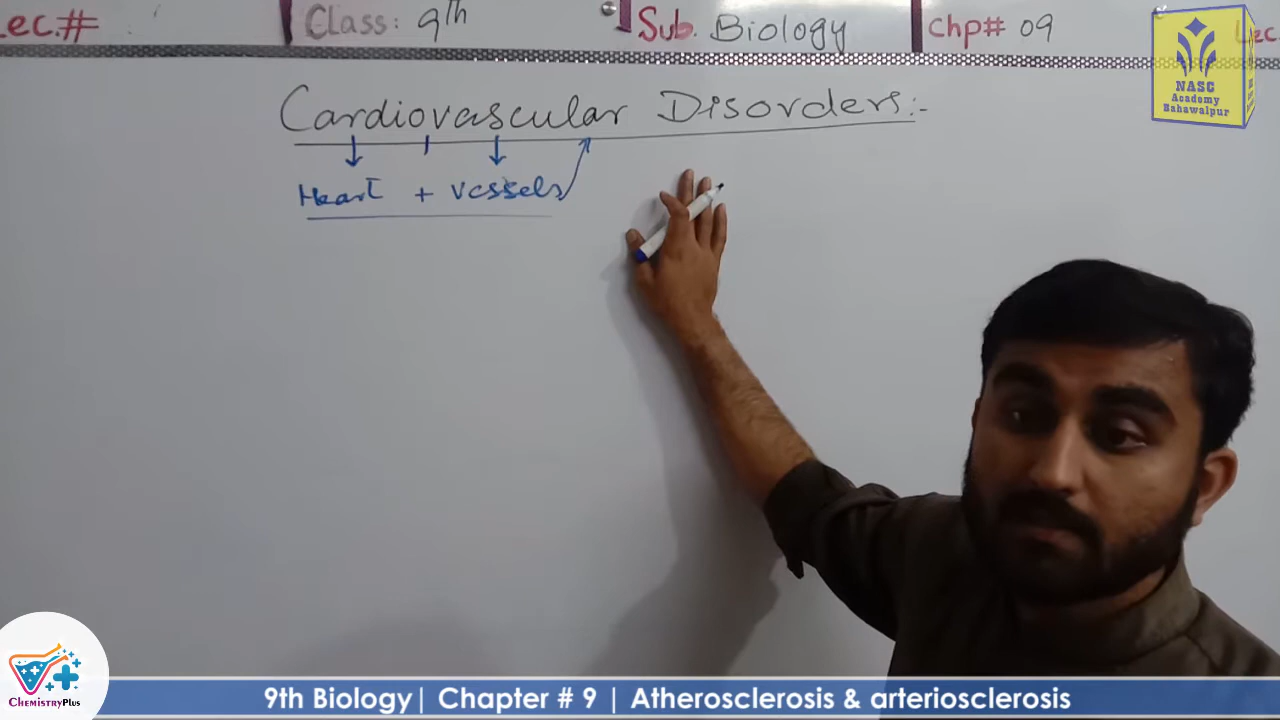 Lec.# Class: 9th Sub. Biology Chp# 09 Lec
NASC
Academy
Bahawalpur
Cardiovascular Disorders:-
Heart + Vessels
ChemistryPlus
9th Biology| Chapter # 9 | Atherosclerosis & arteriosclerosis